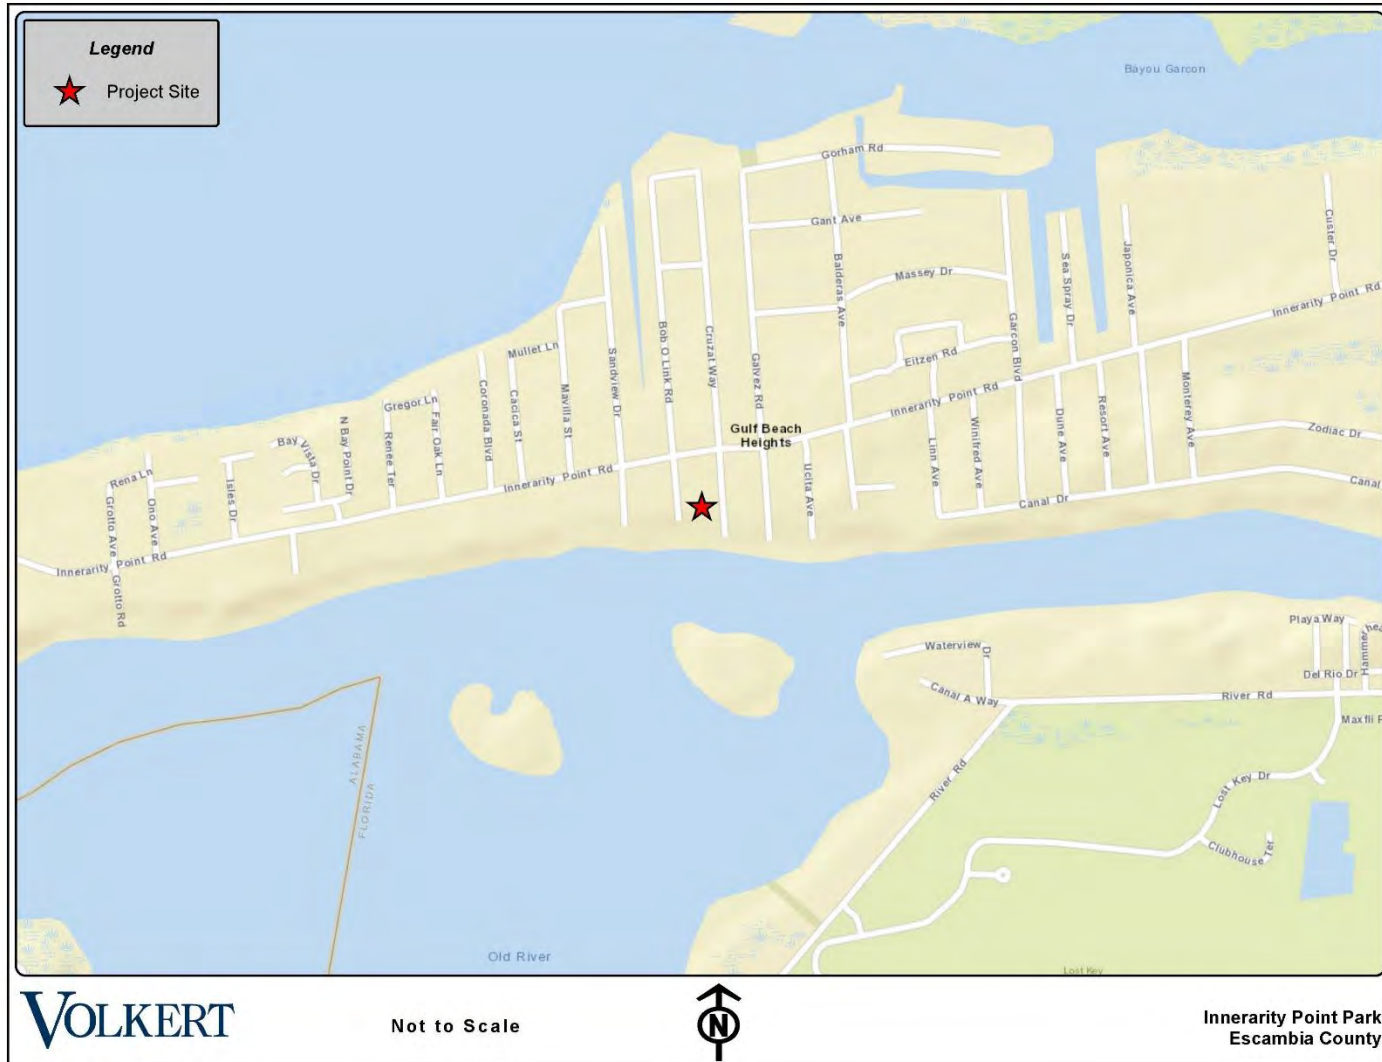 Legend
Project Site
Bayou Garcon
Gorham Rd
Gant Ave
Balderas Ave
Massey Dr
Custer Dr
Japonica Ave
Sea Spray Dr
Innerarity Point Rd
Garcon Blvd
Eitzen Rd
Innerarity Point Rd
Bob O Link Rd
Cruzat Way
Galvez Rd
Sandview Dr
Mullet Ln
Mavilla St
Cacica St
Coronada Blvd
Gregor Ln
Fair Oak Ln
Renee Ter
N Bay Point Dr
Bay Vista Dr
Gulf Beach
Heights
Linn Ave
Winifred Ave
Dune Ave
Resort Ave
Monterey Ave
Zodiac Dr
Canal
Canal Dr
Ucita Ave
Innerarity Point Rd
Rena Ln
Isles Dr
Ono Ave
Grotto Ave
Innerarity Point Rd
Grotto Rd
Playa Way
Hammer
Del Rio Dr
Waterview Dr
Canal A Way
River Rd
Maxfli
ALABAMA
FLORIDA
River Rd
Lost Key Dr
Clubhouse Ter
Old River
Lost Key
VOLKERT
Not to Scale
N
Innerarity Point Park
Escambia County